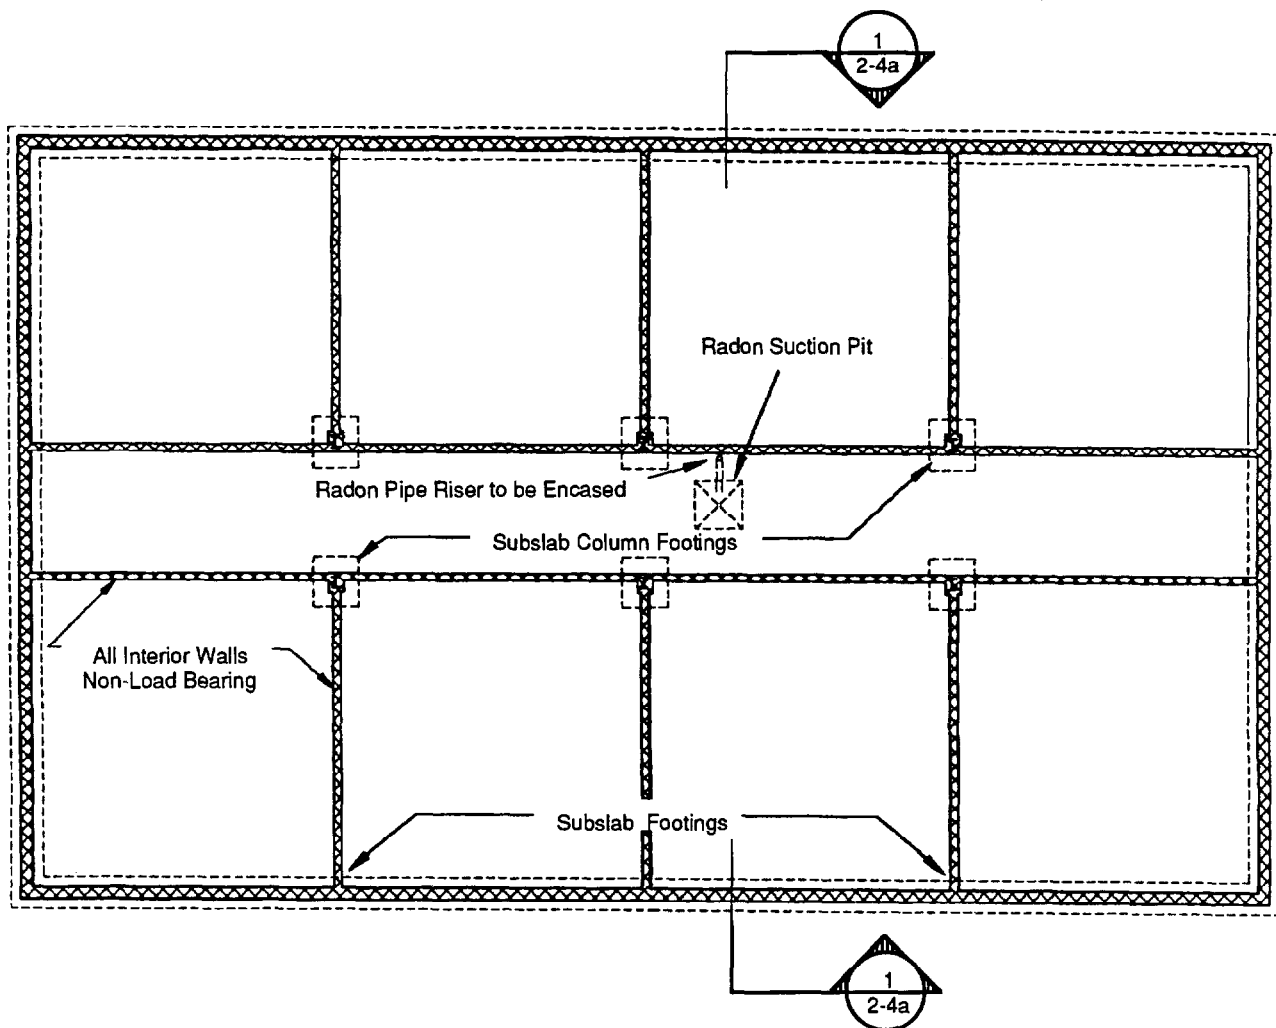 1
2-4a
Radon Suction Pit
Radon Pipe Riser to be Encased
Subslab Column Footings
All Interior Walls
Non-Load Bearing
Subslab Footings
1
2-4a